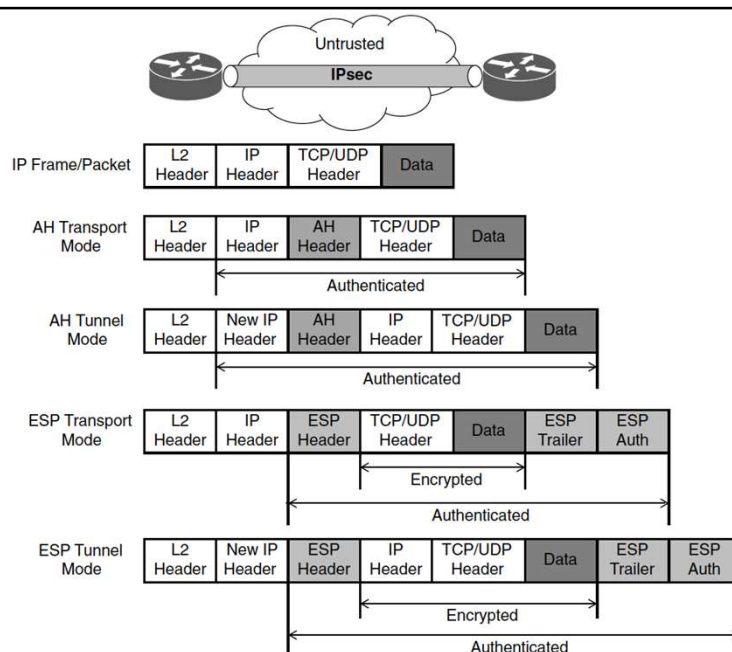 Untrusted
IPsec
IP Frame/Packet
L2 Header
IP Header
TCP/UDP Header
Data
AH Transport Mode
L2 Header
IP Header
AH Header
TCP/UDP Header
Data
Authenticated
AH Tunnel Mode
L2 Header
New IP Header
AH Header
IP Header
TCP/UDP Header
Data
Authenticated
ESP Transport Mode
L2 Header
IP Header
ESP Header
TCP/UDP Header
Data
ESP Trailer
ESP Auth
Encrypted
Authenticated
ESP Tunnel Mode
L2 Header
New IP Header
ESP Header
IP Header
TCP/UDP Header
Data
ESP Trailer
ESP Auth
Encrypted
Authenticated